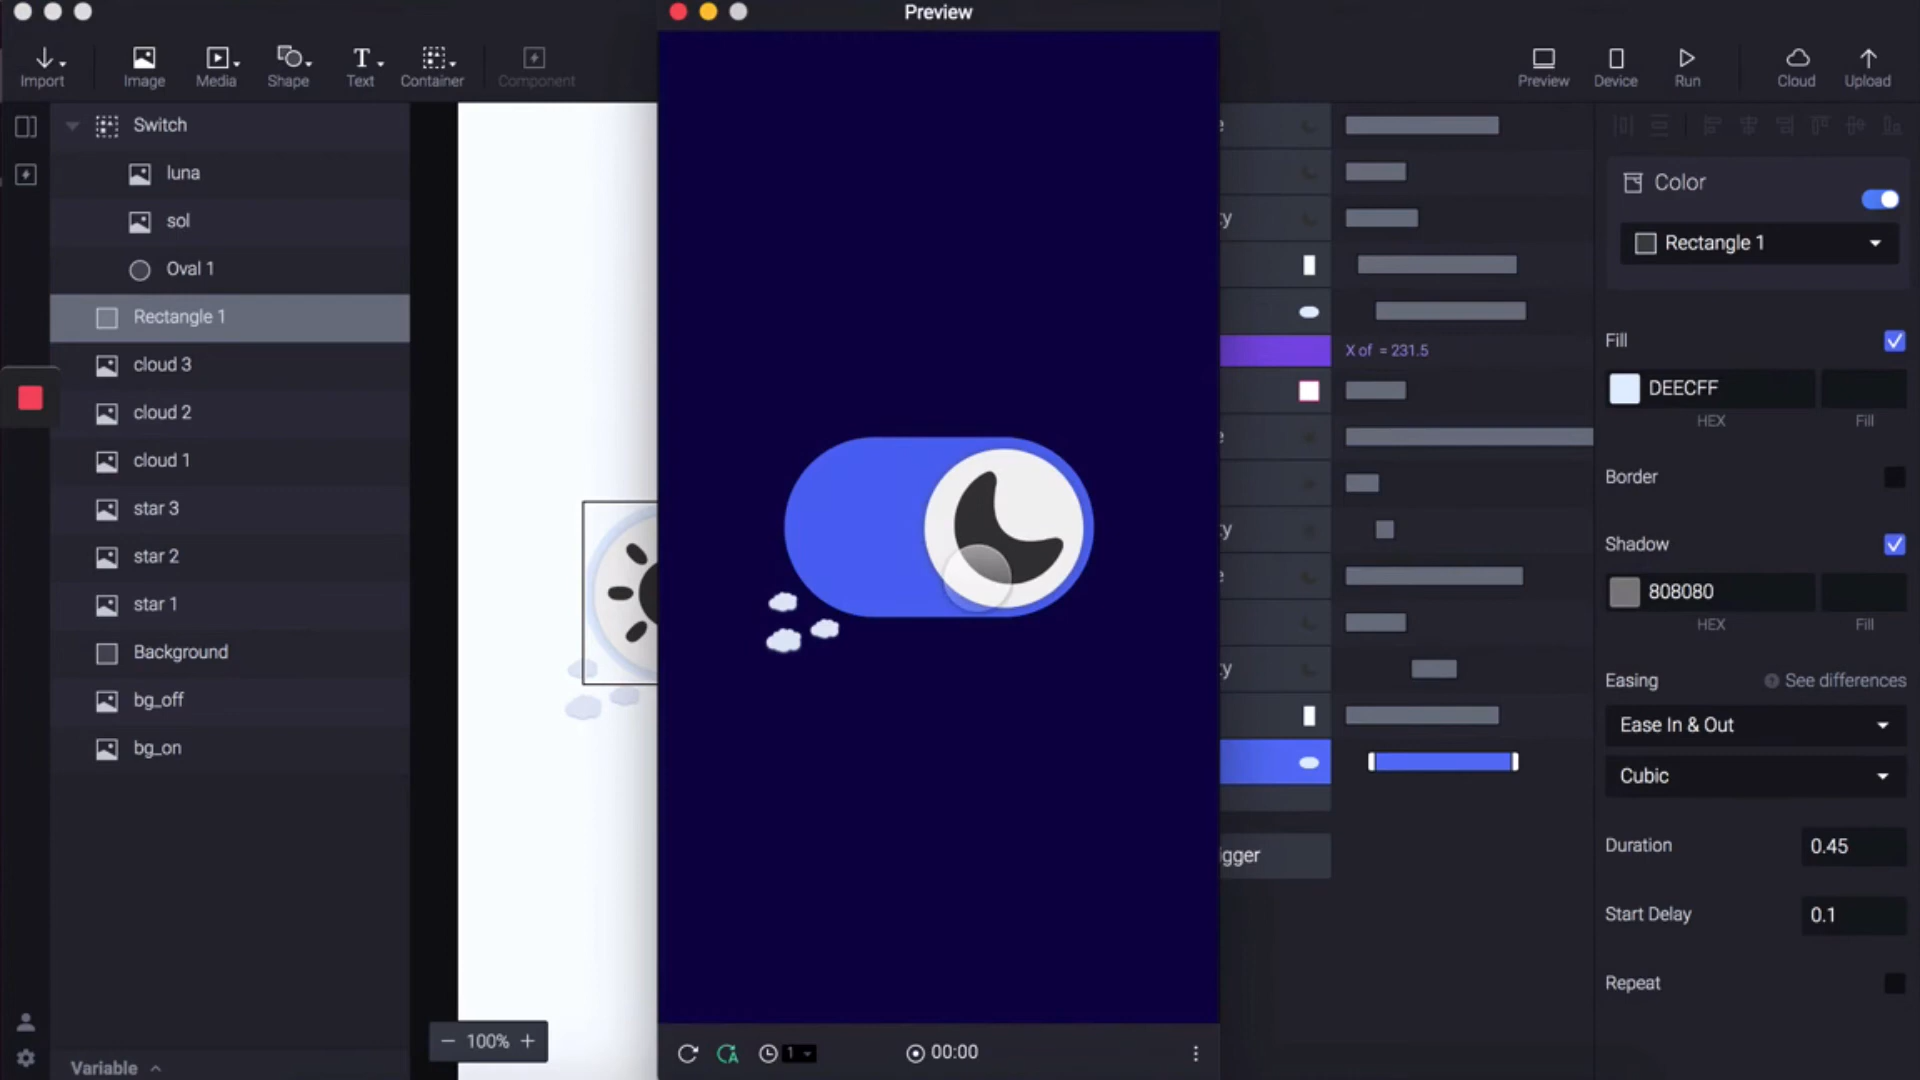 Preview
Import
Image
Media
Shape
Text
Container
Component
Preview
Device
Run
Cloud
Upload
Switch
luna
sol
Oval 1
Rectangle 1
cloud 3
cloud 2
cloud 1
star 3
star 2
star 1
Background
bg_off
bg_on
Variable
100%
1
00:00
X of = 231.5
Color
Rectangle 1
Fill
DEECFF
HEX
Fill
Border
Shadow
808080
HEX
Fill
Easing
See differences
Ease In & Out
Cubic
Duration
0.45
Start Delay
0.1
Repeat